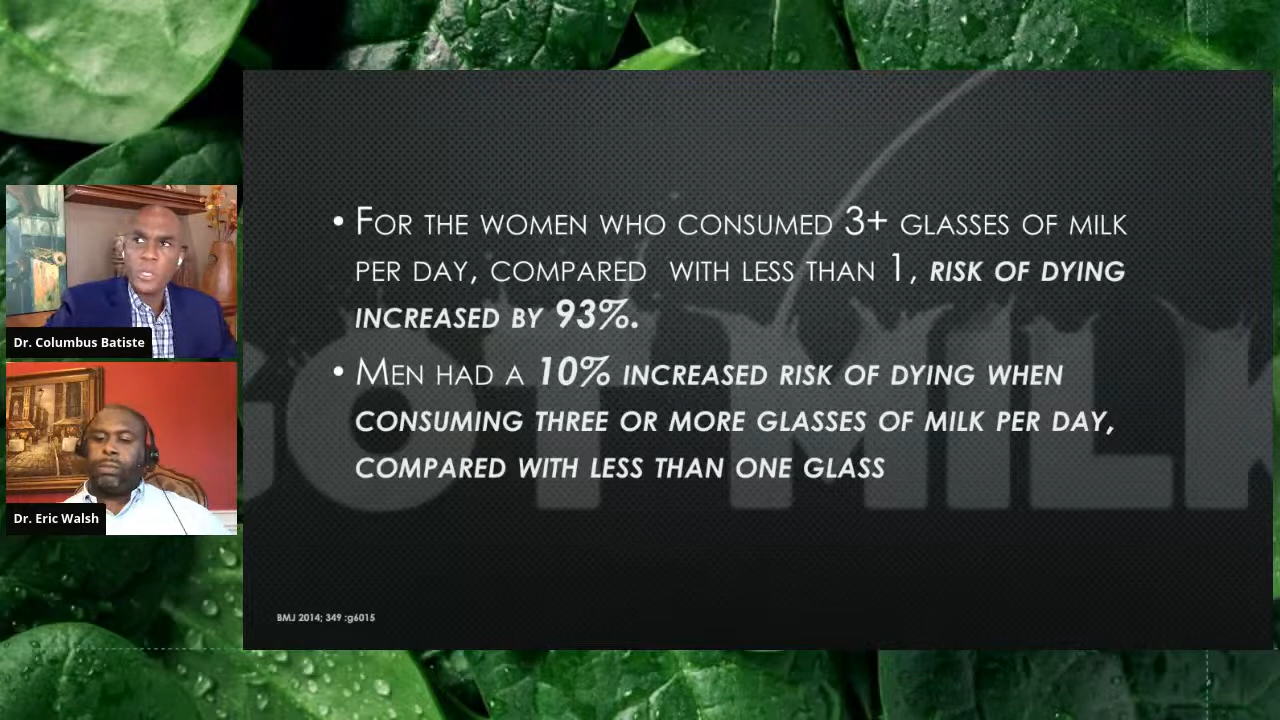 • For the women who consumed 3+ glasses of milk
per day, compared with less than 1, risk of dying
increased by 93%.
• Men had a 10% increased risk of dying when
consuming three or more glasses of milk per day,
compared with less than one glass
GOT MILK
BMJ 2014; 349 :g6015
Dr. Columbus Batiste
Dr. Eric Walsh